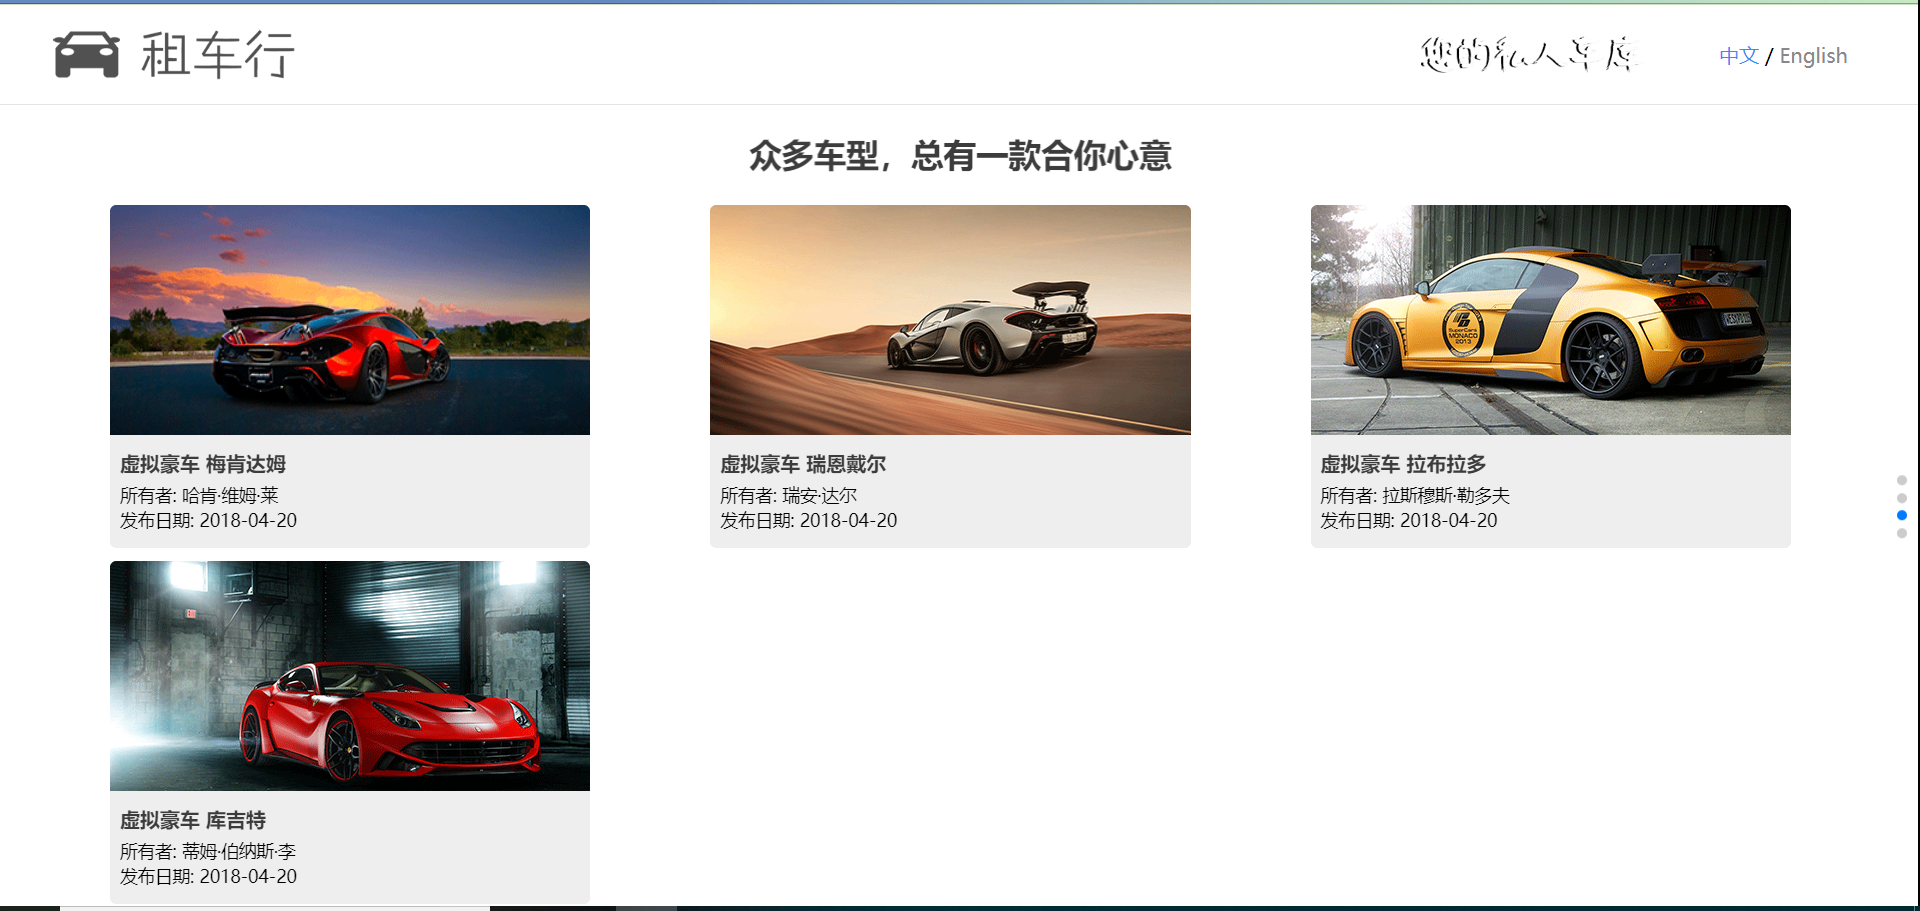 租车行
您的私人车库
中文 / English
众多车型，总有一款合你心意
SuperCars
MONACO
2013
虚拟豪车 梅肯达姆
所有者: 哈肯·维姆·莱
发布日期: 2018-04-20
虚拟豪车 瑞恩戴尔
所有者: 瑞安·达尔
发布日期: 2018-04-20
虚拟豪车 拉布拉多
所有者: 拉斯穆斯·勒多夫
发布日期: 2018-04-20
EXIT
虚拟豪车 库吉特
所有者: 蒂姆·伯纳斯·李
发布日期: 2018-04-20